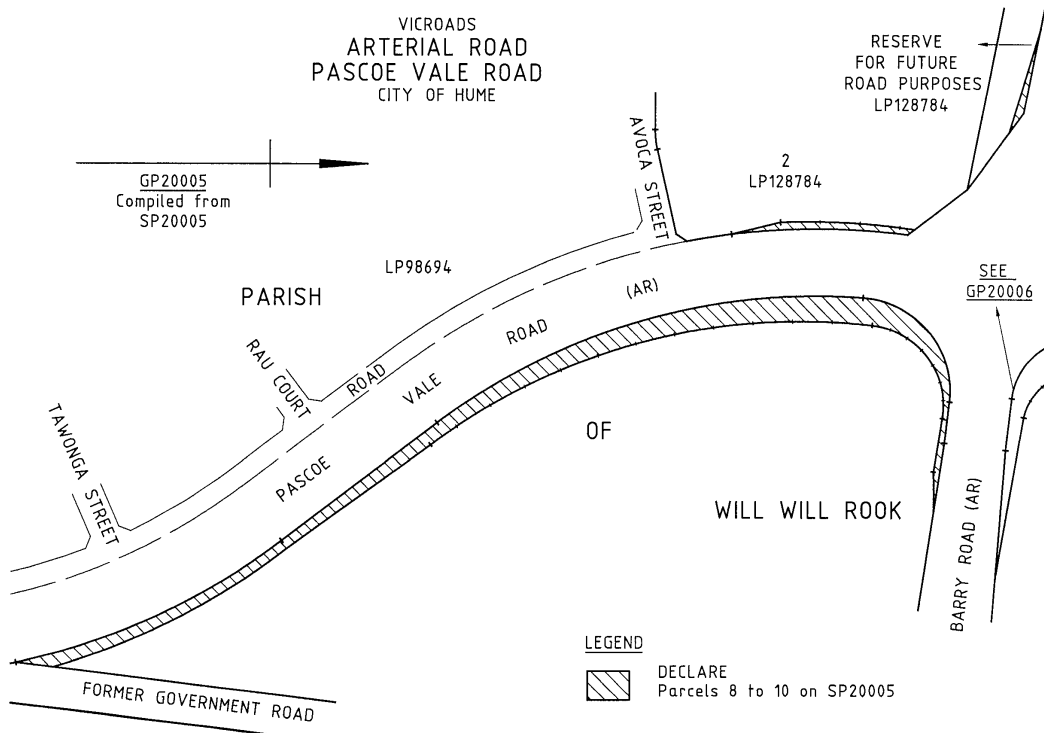 VICROADS
ARTERIAL ROAD
PASCOE VALE ROAD
CITY OF HUME
RESERVE
FOR FUTURE
ROAD PURPOSES
LP128784
GP20005
Compiled from
SP20005
AVOCA STREET
2
LP128784
LP98694
PARISH
(AR)
SEE
GP20006
ROAD
RAU COURT
ROAD
VALE
TAWONGA STREET
OF
PASCOE
WILL WILL ROOK
BARRY ROAD (AR)
LEGEND
DECLARE
Parcels 8 to 10 on SP20005
FORMER GOVERNMENT ROAD